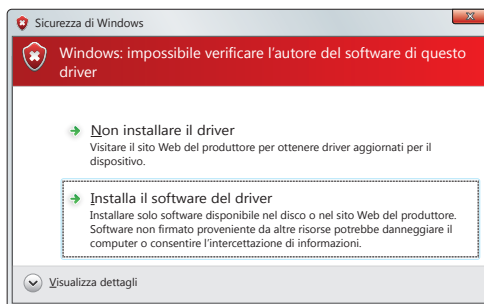 Sicurezza di Windows
Windows: impossibile verificare l'autore del software di questo
driver
Non installare il driver
Visitare il sito Web del produttore per ottenere driver aggiornati per il
dispositivo.
Installa il software del driver
Installare solo software disponibile nel disco o nel sito Web del produttore.
Software non firmato proveniente da altre risorse potrebbe danneggiare il
computer o consentire l'intercettazione di informazioni.
Visualizza dettagli